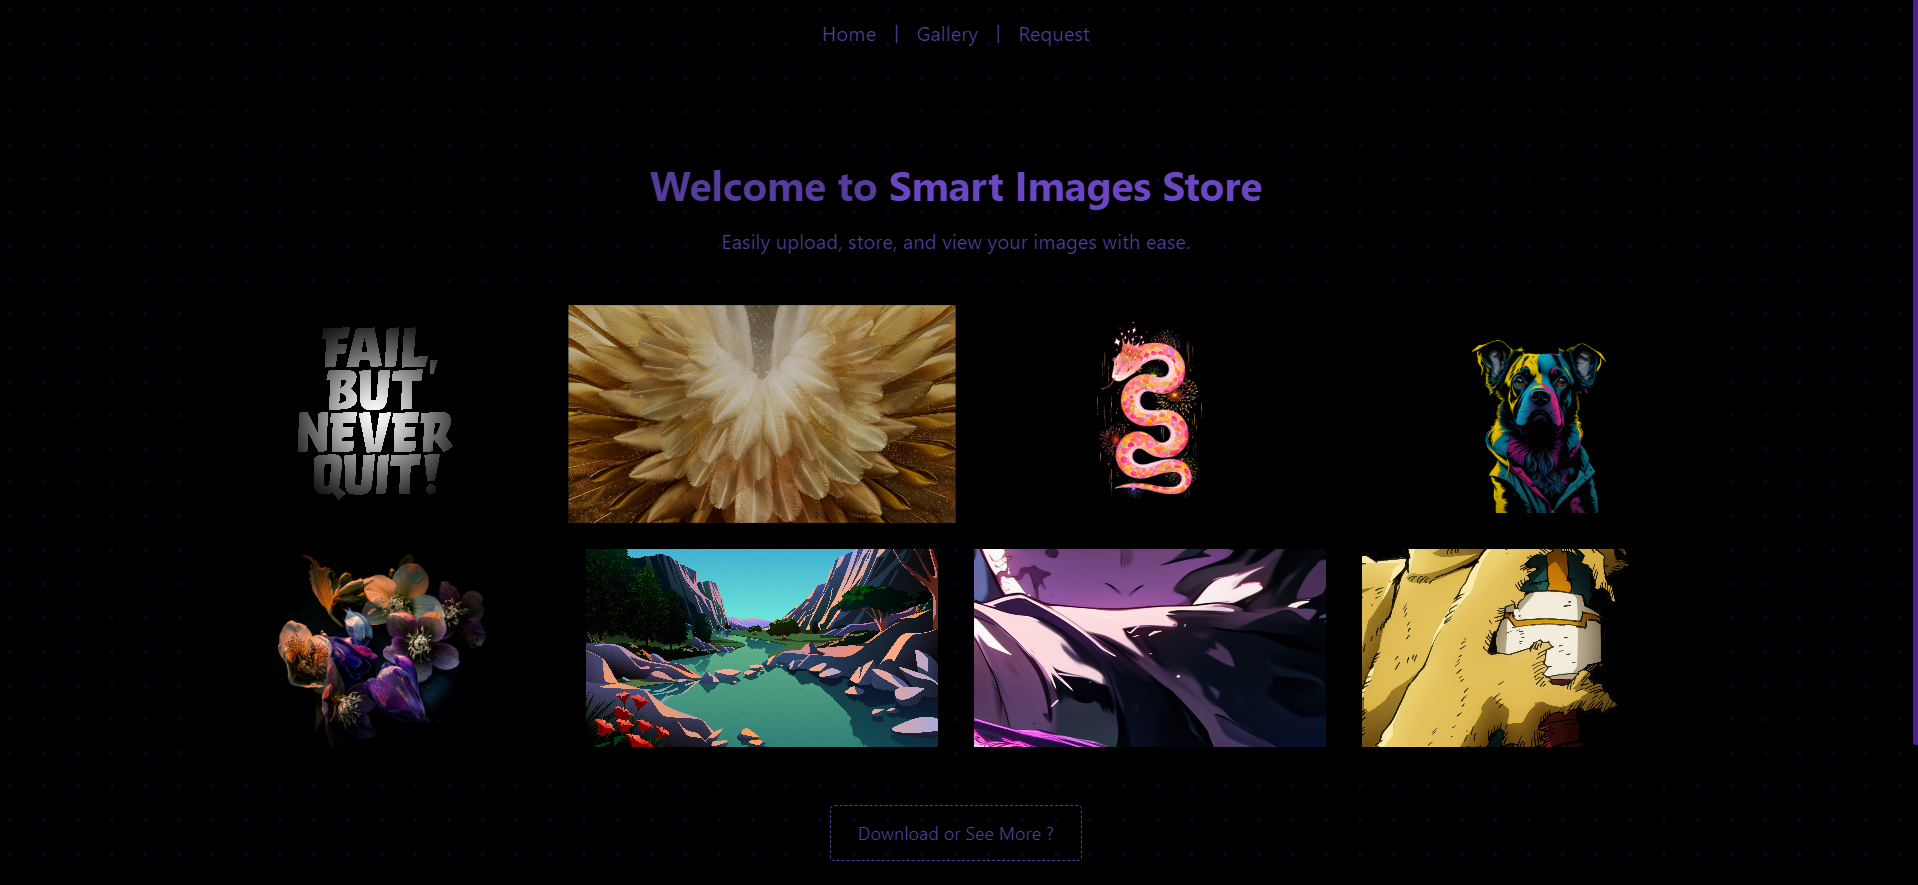 Home | Gallery | Request
Welcome to Smart Images Store
Easily upload, store, and view your images with ease.
FAIL,
BUT
NEVER
QUIT!
Download or See More ?